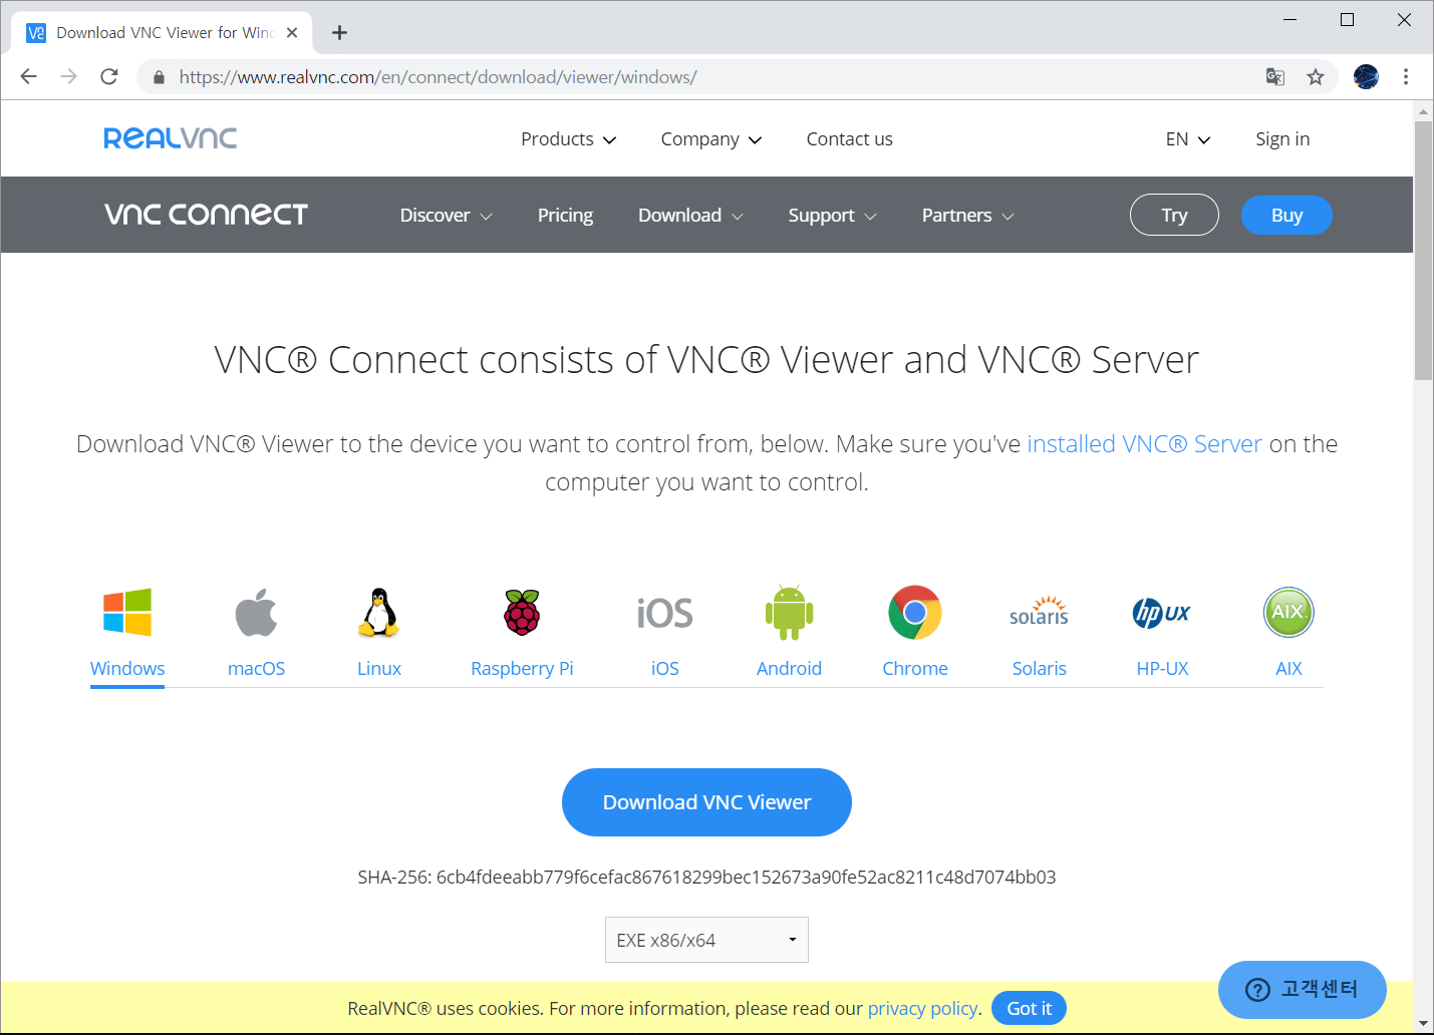 Download VNC Viewer for Winc
https://www.realvnc.com/en/connect/download/viewer/windows/
REALVNC
Products
Company
Contact us
EN
Sign in
VNC CONNECT
Discover
Pricing
Download
Support
Partners
Try
Buy
VNC® Connect consists of VNC® Viewer and VNC® Server
Download VNC® Viewer to the device you want to control from, below. Make sure you've installed VNC® Server on the
computer you want to control.
iOS
solaris
hp UX
AIX
Windows
macOS
Linux
Raspberry Pi
iOS
Android
Chrome
Solaris
HP-UX
AIX
Download VNC Viewer
SHA-256: 6cb4fdeeabb779f6cefac867618299bec152673a90fe52ac8211c48d7074bb03
EXE x86/x64
RealVNC® uses cookies. For more information, please read our privacy policy. Got it
고객센터